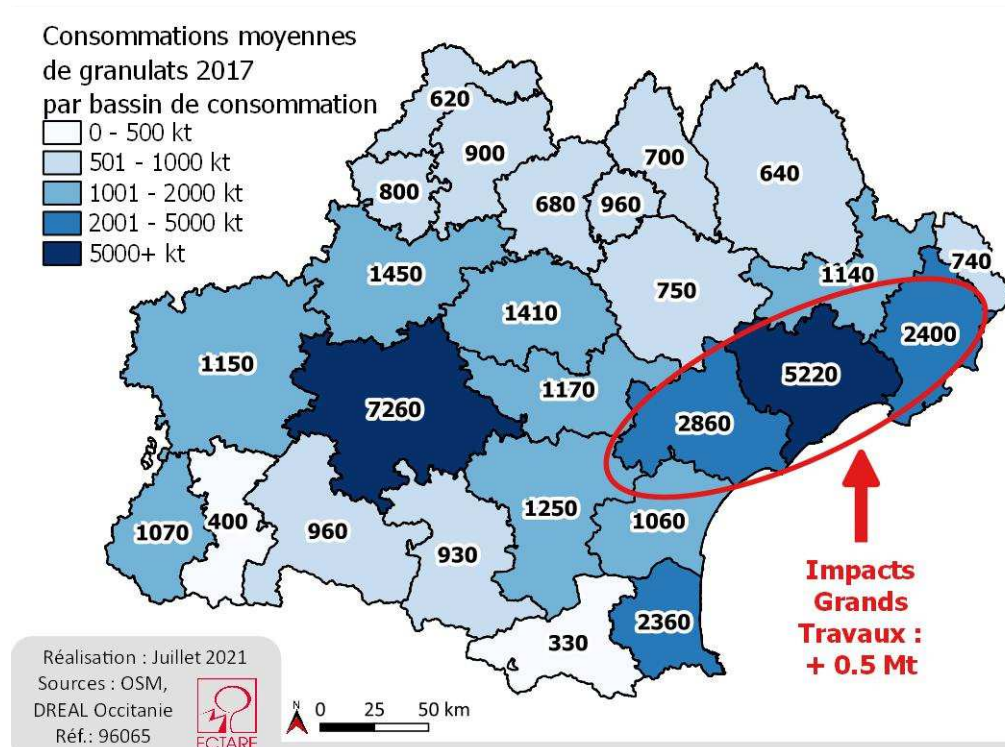 Consommations moyennes
de granulats 2017
par bassin de consommation
0 - 500 kt
501 - 1000 kt
1001 - 2000 kt
2001 - 5000 kt
5000+ kt
620
900
700
640
800
680
960
740
1450
1140
750
1410
2400
1150
5220
1170
7260
2860
1250
1060
400
1070
960
930
2360
330
Impacts
Grands
Travaux :
+ 0.5 Mt
Réalisation : Juillet 2021
Sources : OSM,
DREAL Occitanie
Réf.: 96065
ECTARE
N
0 25 50 km